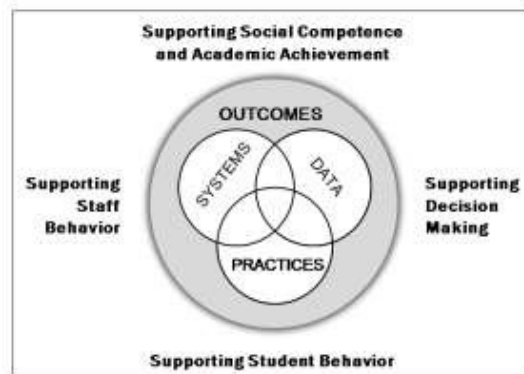 Supporting Social Competence
and Academic Achievement
OUTCOMES
SYSTEMS
DATA
Supporting
Staff
Behavior
Supporting
Decision
Making
PRACTICES
Supporting Student Behavior